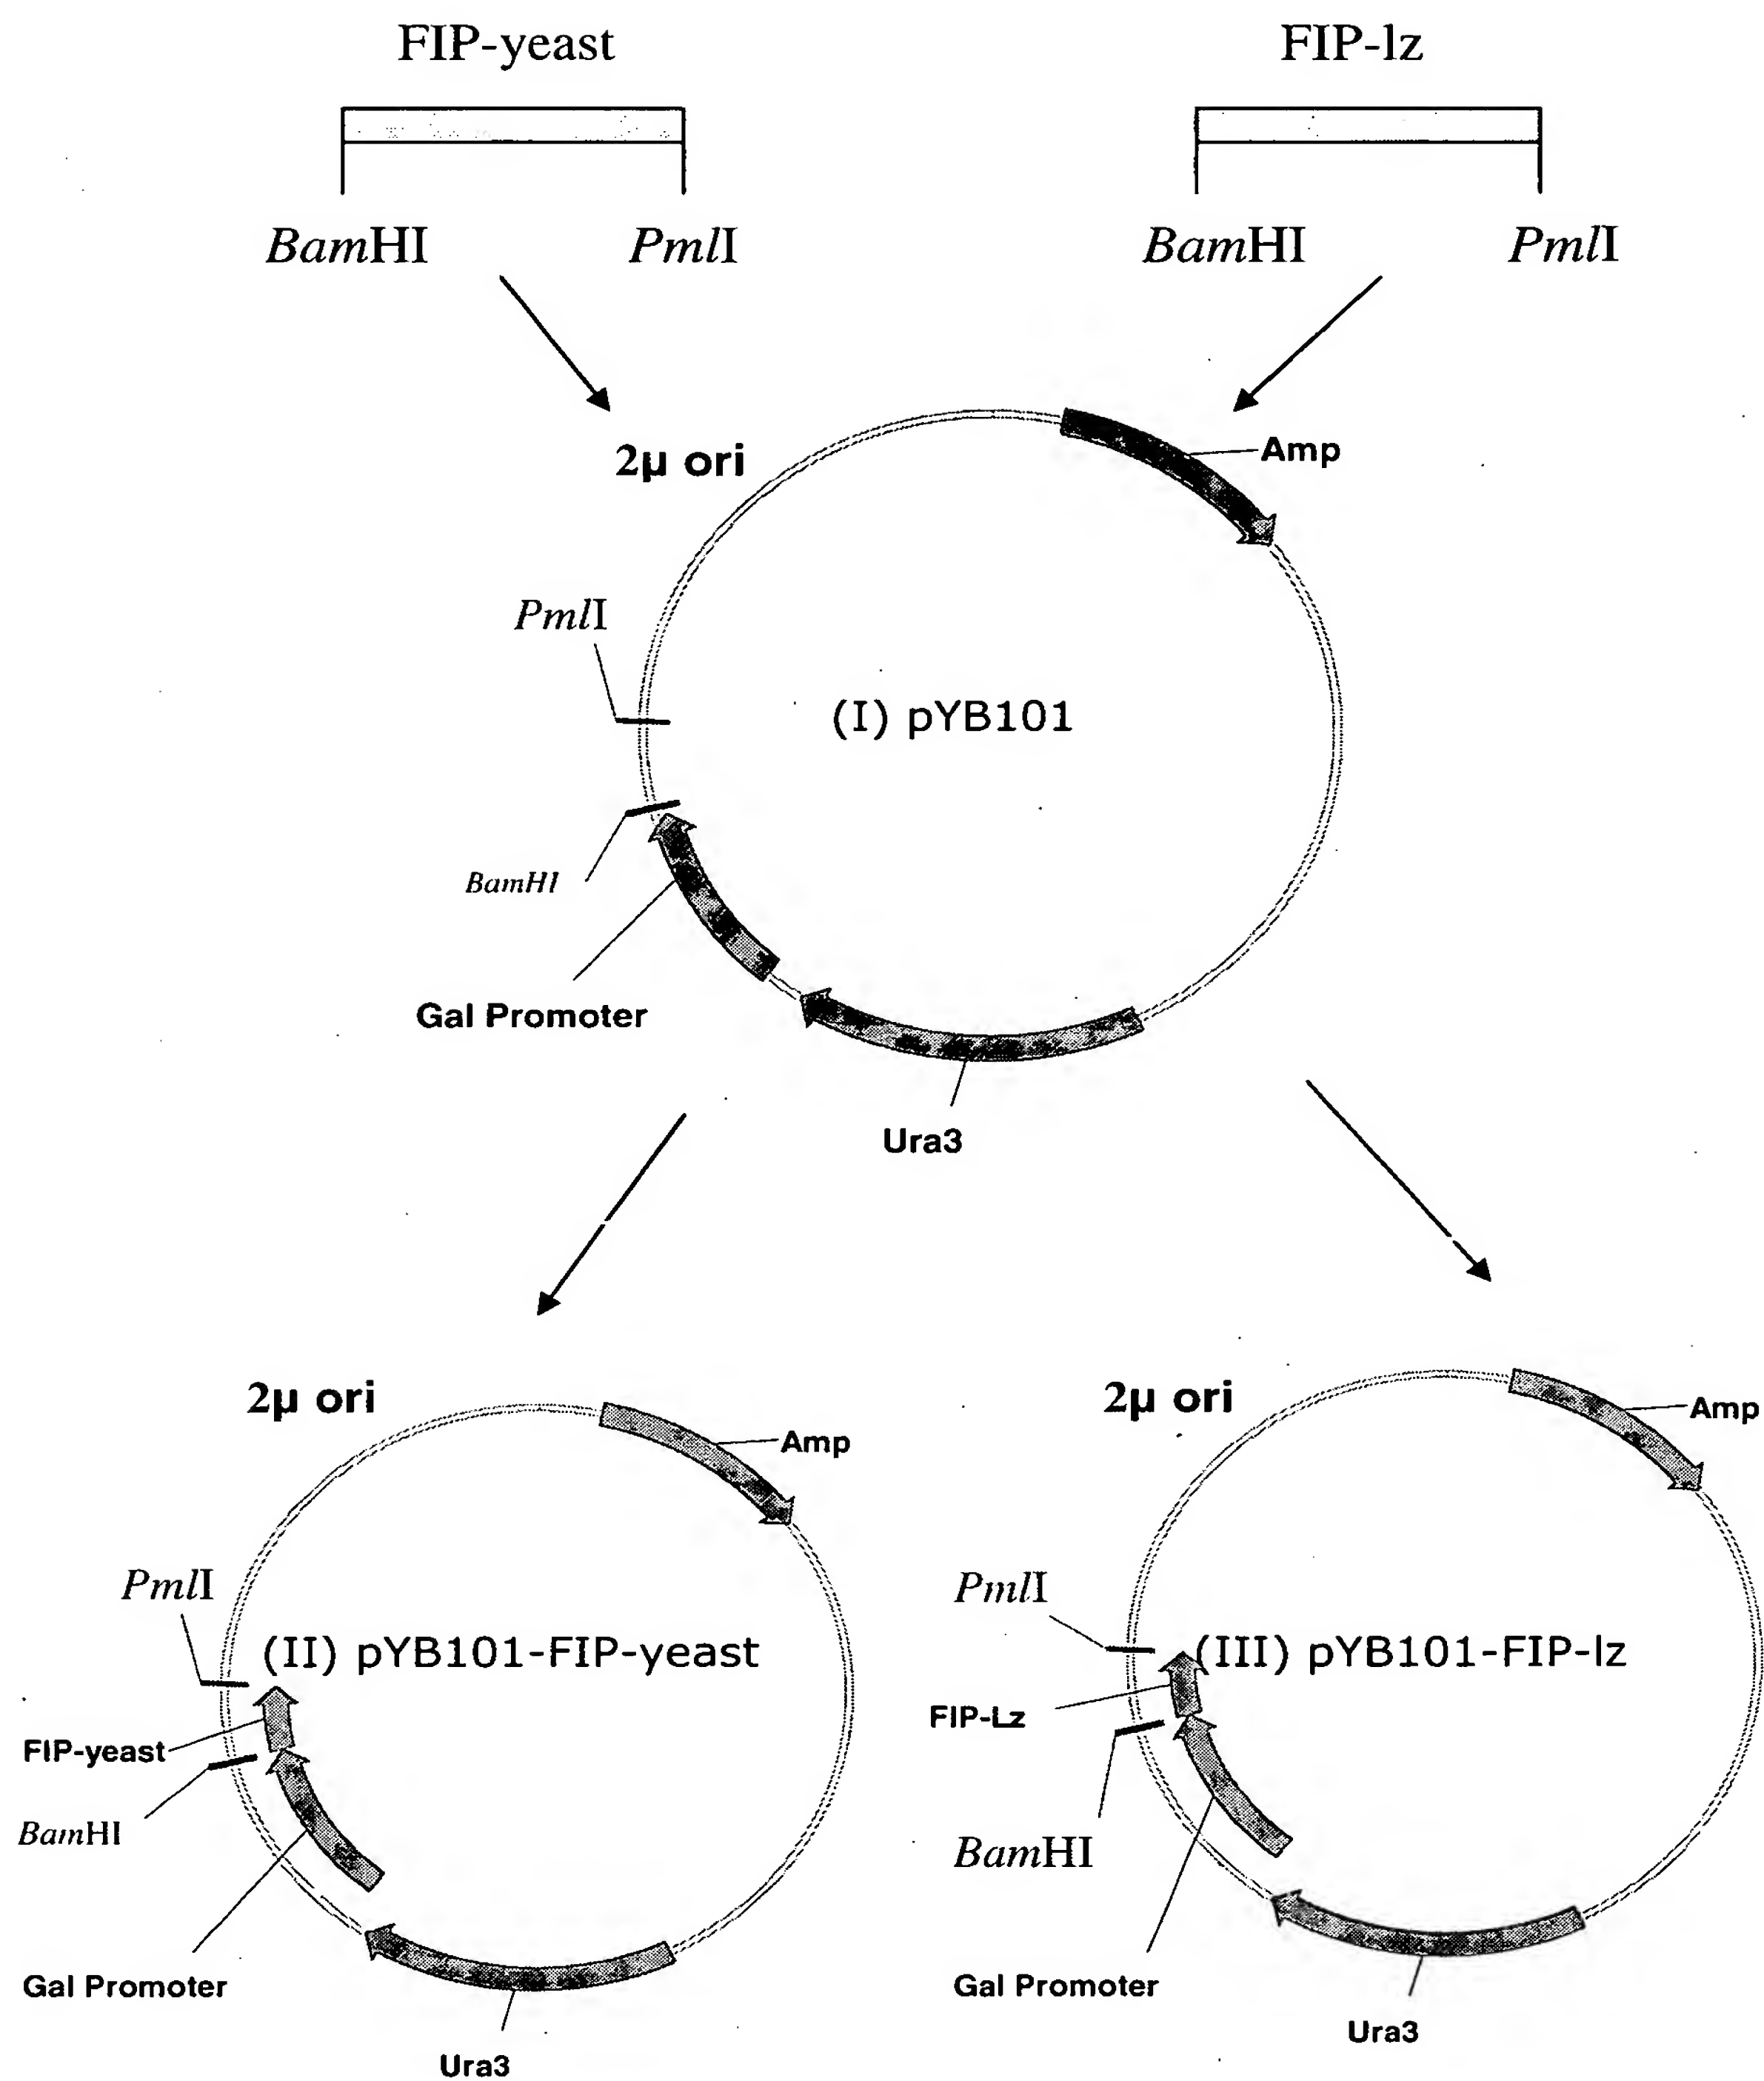 FIP-yeast
FIP-lz
BamHI
PmlI
BamHI
PmlI
2µ ori
Amp
PmlI
(I) pYB101
BamHI
Gal Promoter
Ura3
2µ ori
Amp
PmlI
(II) pYB101-FIP-yeast
FIP-yeast
BamHI
Gal Promoter
Ura3
2µ ori
Amp
PmlI
(III) pYB101-FIP-lz
FIP-Lz
BamHI
Gal Promoter
Ura3